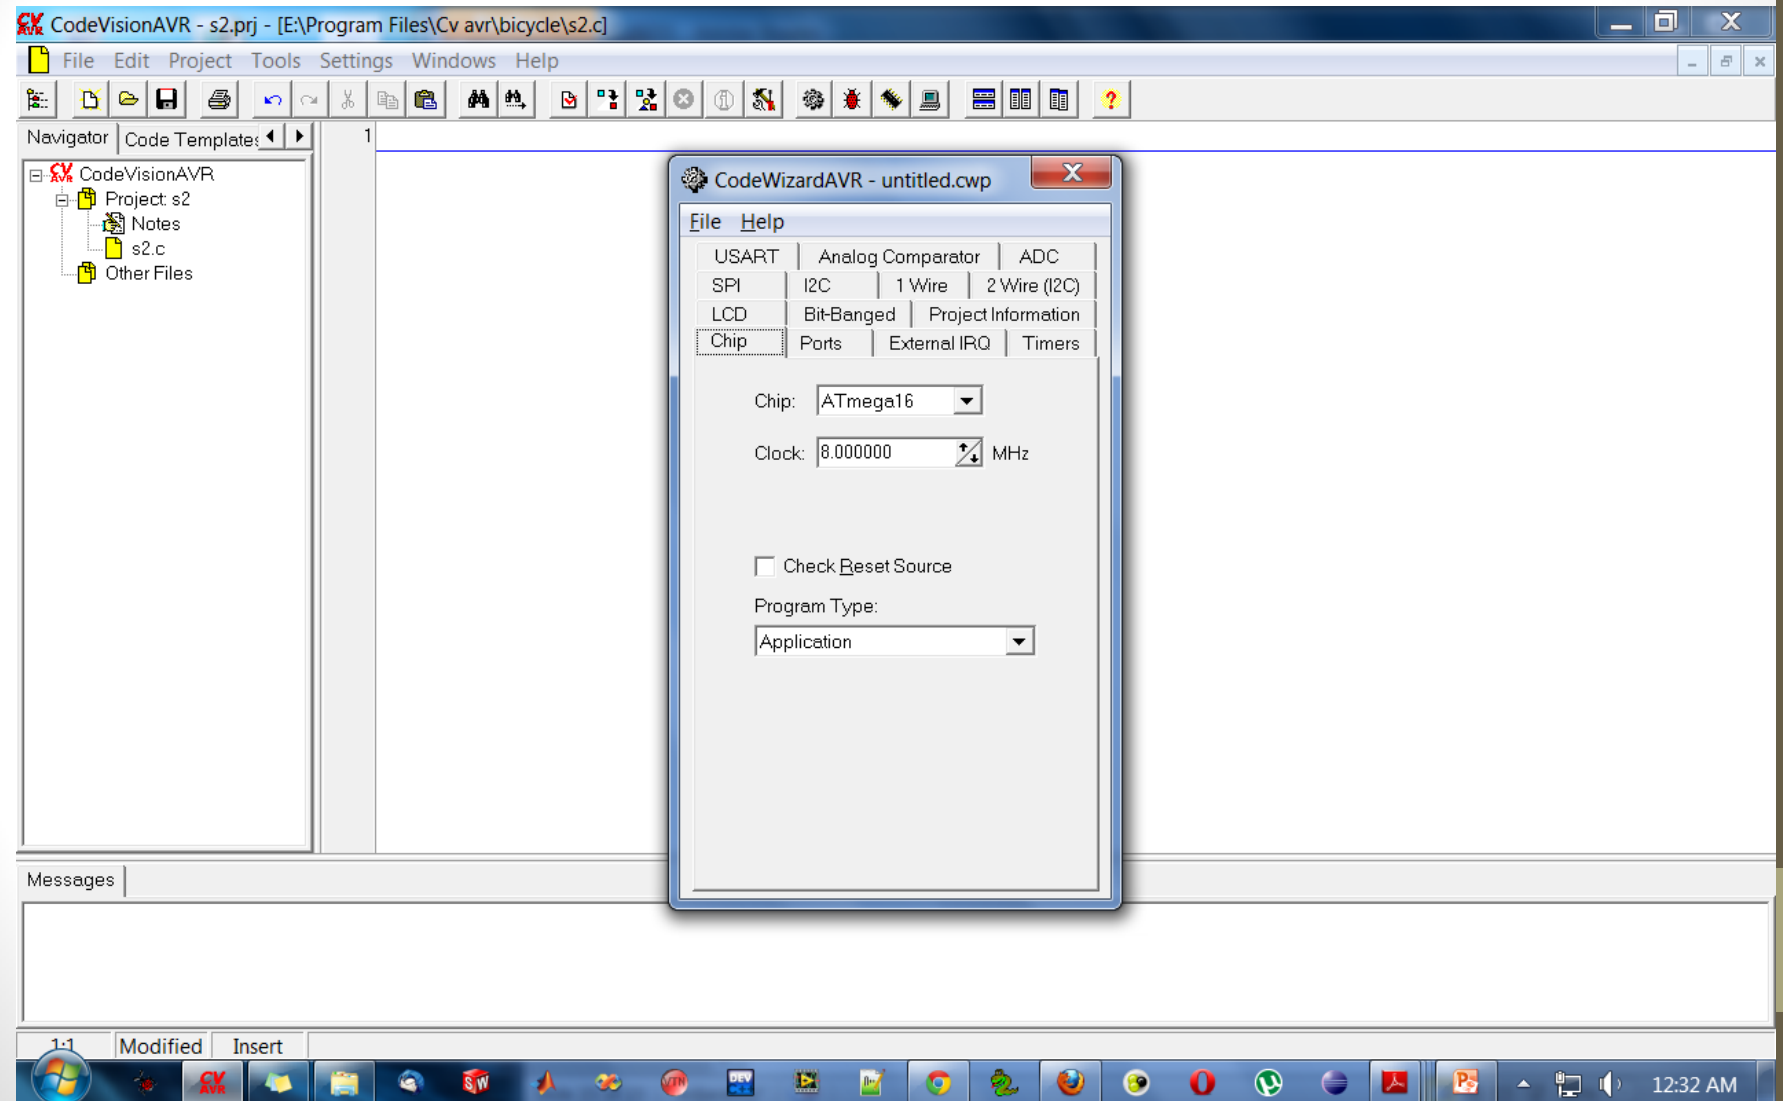 CodeVisionAVR - s2.prj - [E:\Program Files\Cv avr\bicycle\s2.c]
File Edit Project Tools Settings Windows Help
Navigator Code Templates
1
CodeVisionAVR
Project: s2
Notes
s2.c
Other Files
CodeWizardAVR - untitled.cwp
File Help
USART Analog Comparator ADC
SPI I2C 1 Wire 2 Wire (I2C)
LCD Bit-Banged Project Information
Chip Ports External IRQ Timers
Chip: ATmega16
Clock: 8.000000 MHz
Check Reset Source
Program Type:
Application
Messages
1:1 Modified Insert
12:32 AM